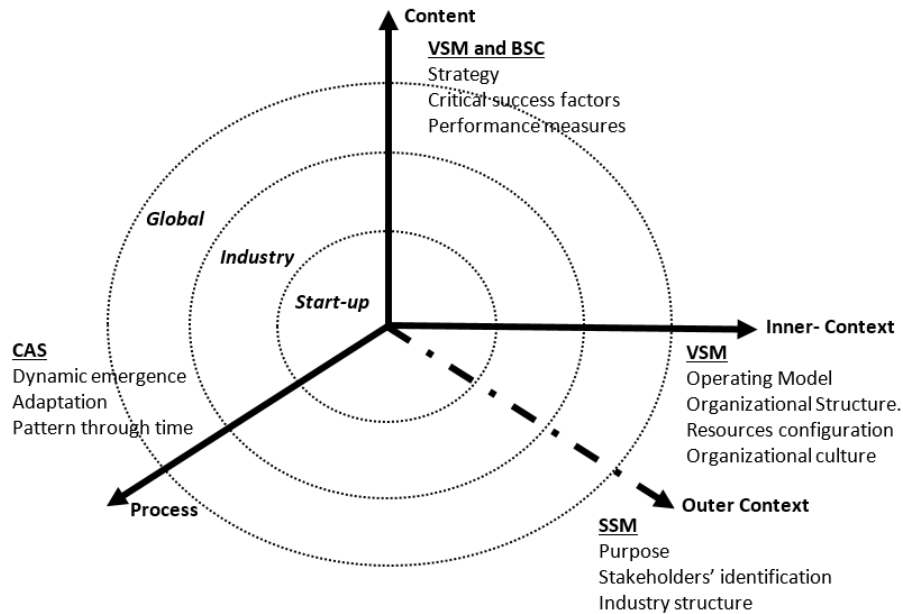 Content
VSM and BSC
Strategy
Critical success factors
Performance measures
Global
Industry
Start-up
Inner- Context
VSM
Operating Model
Organizational Structure.
Resources configuration
Organizational culture
CAS
Dynamic emergence
Adaptation
Pattern through time
Process
Outer Context
SSM
Purpose
Stakeholders’ identification
Industry structure